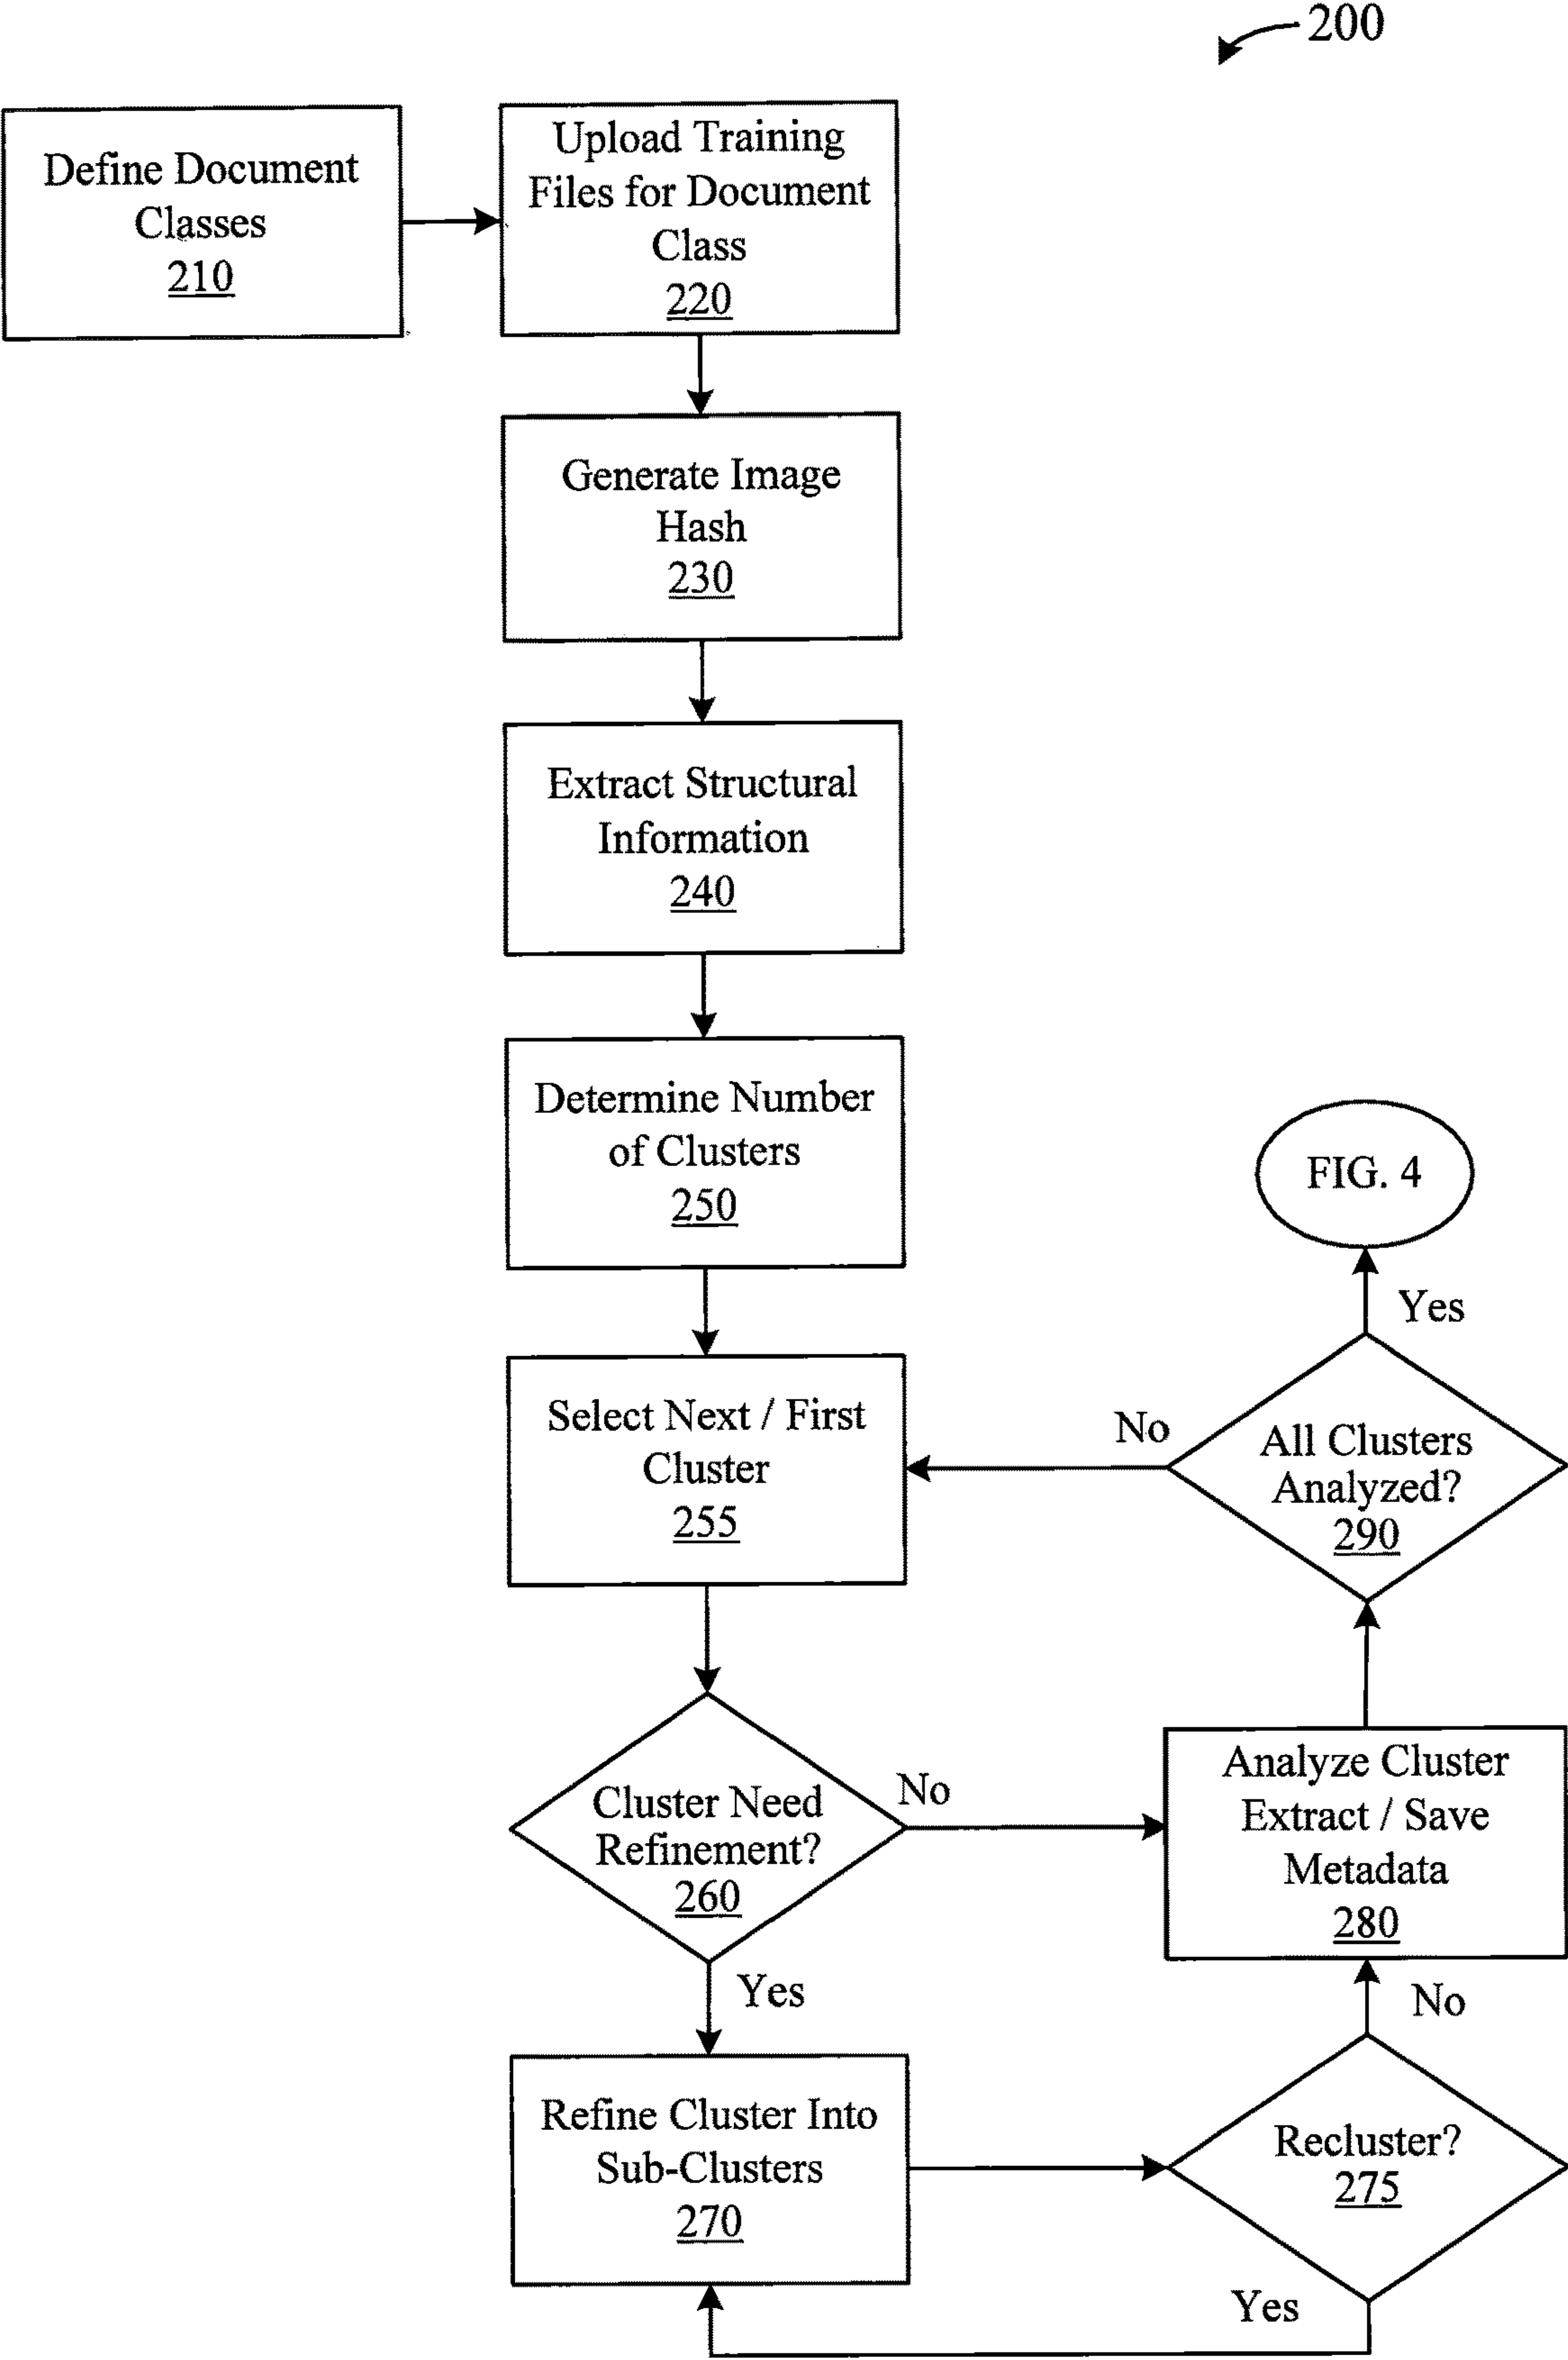 200
Define Document
Classes
210
Upload Training
Files for Document
Class
220
Generate Image
Hash
230
Extract Structural
Information
240
Determine Number
of Clusters
250
FIG. 4
Yes
Select Next / First
Cluster
255
No
All Clusters
Analyzed?
290
Cluster Need
Refinement?
260
No
Yes
Analyze Cluster
Extract / Save
Metadata
280
No
Refine Cluster Into
Sub-Clusters
270
Recluster?
275
Yes